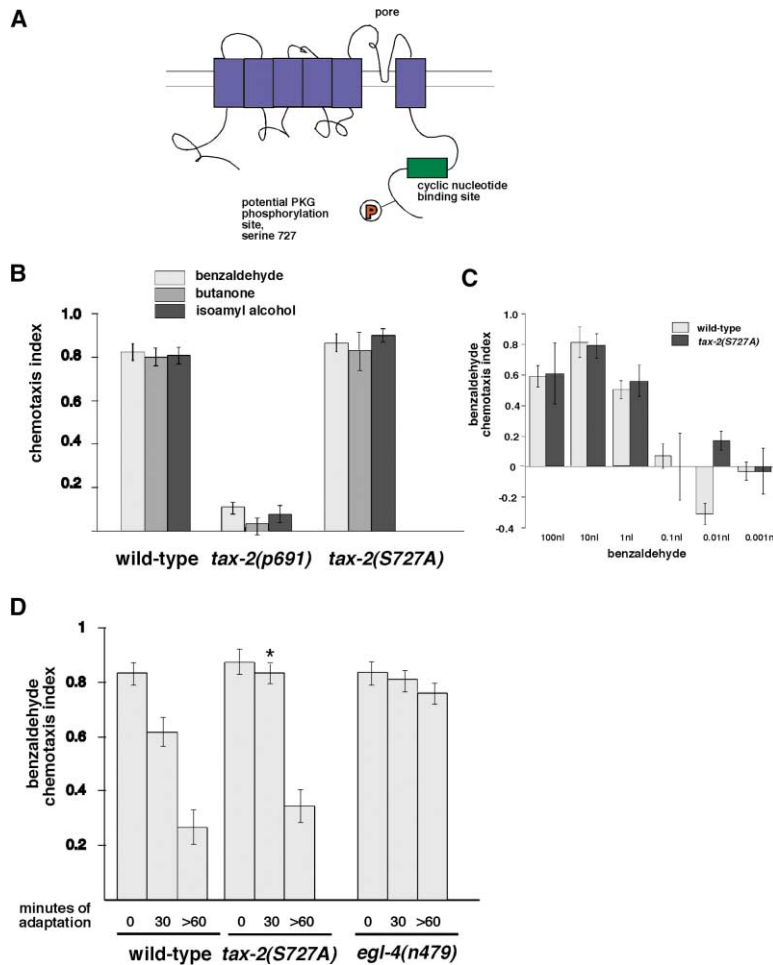 A
pore
cyclic nucleotide
binding site
potential PKG
phosphorylation
site,
serine 727
P
B
benzaldehyde
butanone
isoamyl alcohol
chemotaxis index
1.0
0.8
0.6
0.4
0.2
wild-type tax-2(p691) tax-2(S727A)
C
wild-type
tax-2(S727A)
benzaldehyde
chemotaxis index
1.0
0.8
0.6
0.4
0.2
0
-0.2
-0.4
100nl 10nl 1nl 0.1nl 0.01nl 0.001nl
benzaldehyde
D
benzaldehyde
chemotaxis index
1
0.8
0.6
0.4
0.2
*
minutes of
adaptation
0 30 >60 0 30 >60 0 30 >60
wild-type tax-2(S727A) egl-4(n479)